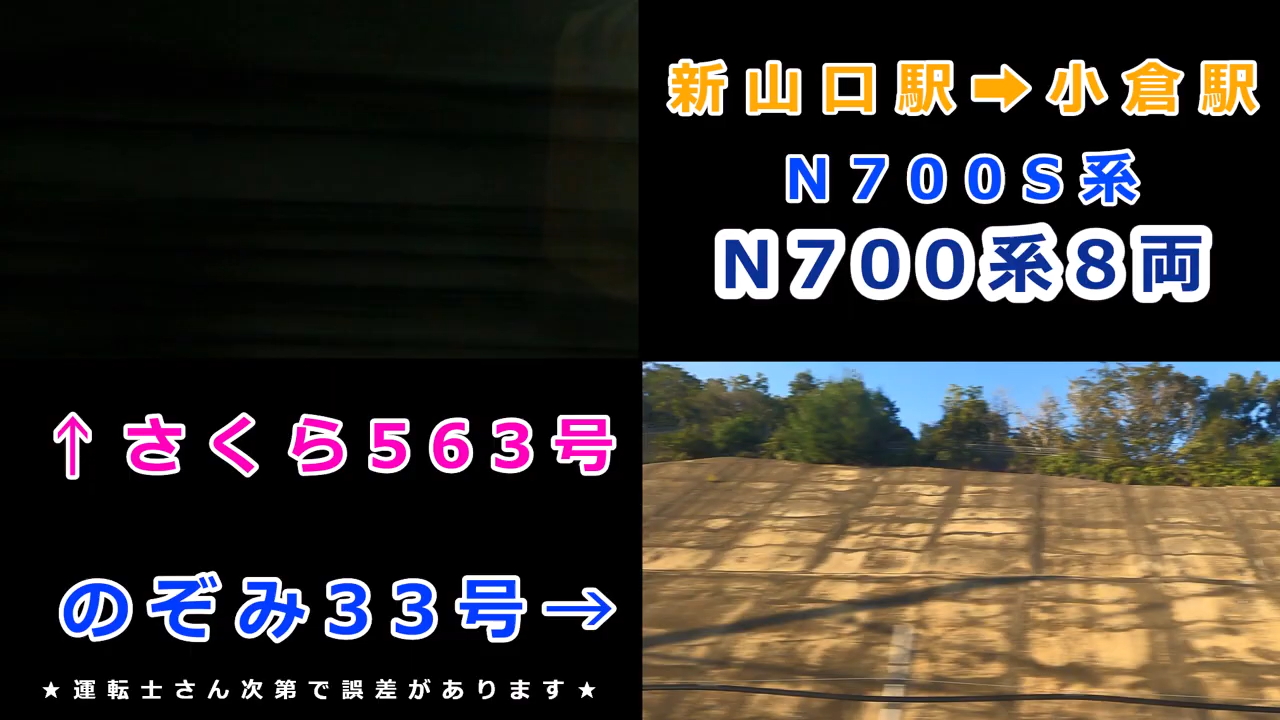 新山口駅➡小倉駅
N700S系
N700系8両
↑さくら563号
のぞみ33号→
★運転士さん次第で誤差があります★